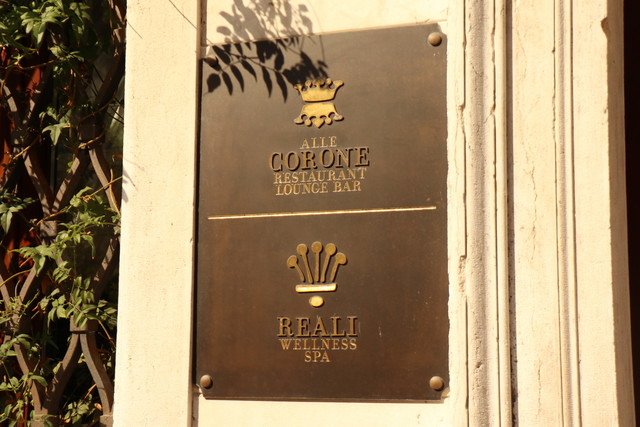 ALLE
CORONE
RESTAURANT
LOUNGE BAR
REALI
WELLNESS
SPA